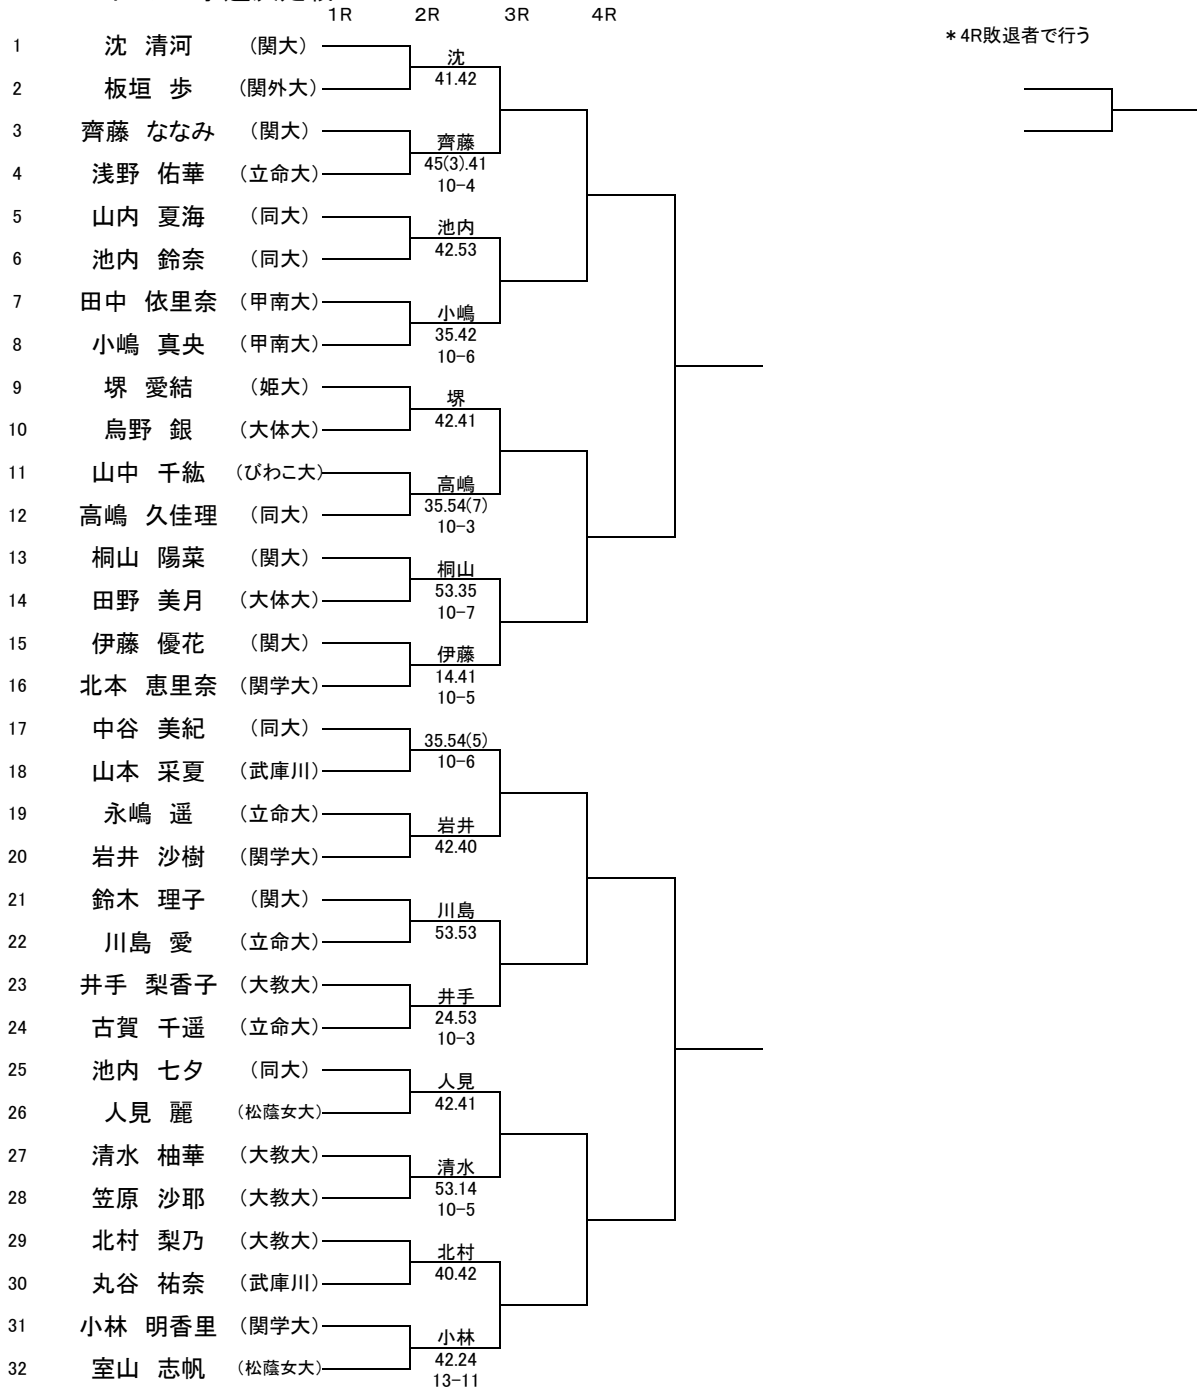 1R 2R 3R 4R
＊4R敗退者で行う
1 沈 清河 (関大)
沈
41.42
2 板垣 歩 (関外大)
3 齊藤 ななみ (関大)
齊藤
45(3).41
10-4
4 浅野 佑華 (立命大)
5 山内 夏海 (同大)
池内
42.53
6 池内 鈴奈 (同大)
7 田中 依里奈 (甲南大)
小嶋
35.42
10-6
8 小嶋 真央 (甲南大)
9 堺 愛結 (姫大)
堺
42.41
10 烏野 銀 (大体大)
11 山中 千紘 (びわこ大)
高嶋
35.54(7)
10-3
12 高嶋 久佳理 (同大)
13 桐山 陽菜 (関大)
桐山
53.35
10-7
14 田野 美月 (大体大)
15 伊藤 優花 (関大)
伊藤
14.41
10-5
16 北本 恵里奈 (関学大)
17 中谷 美紀 (同大)
35.54(5)
10-6
18 山本 采夏 (武庫川)
19 永嶋 遥 (立命大)
岩井
42.40
20 岩井 沙樹 (関学大)
21 鈴木 理子 (関大)
川島
53.53
22 川島 愛 (立命大)
23 井手 梨香子 (大教大)
井手
24.53
10-3
24 古賀 千遥 (立命大)
25 池内 七夕 (同大)
人見
42.41
26 人見 麗 (松蔭女大)
27 清水 柚華 (大教大)
清水
53.14
10-5
28 笠原 沙耶 (大教大)
29 北村 梨乃 (大教大)
北村
40.42
30 丸谷 祐奈 (武庫川)
31 小林 明香里 (関学大)
小林
42.24
13-11
32 室山 志帆 (松蔭女大)